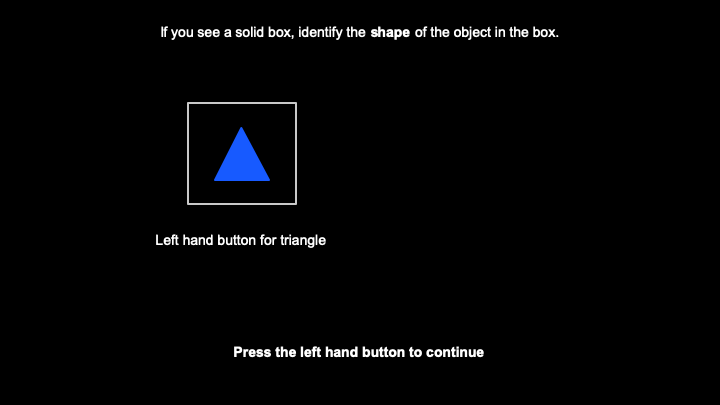 If you see a solid box, identify the shape of the object in the box.
Left hand button for triangle
Press the left hand button to continue